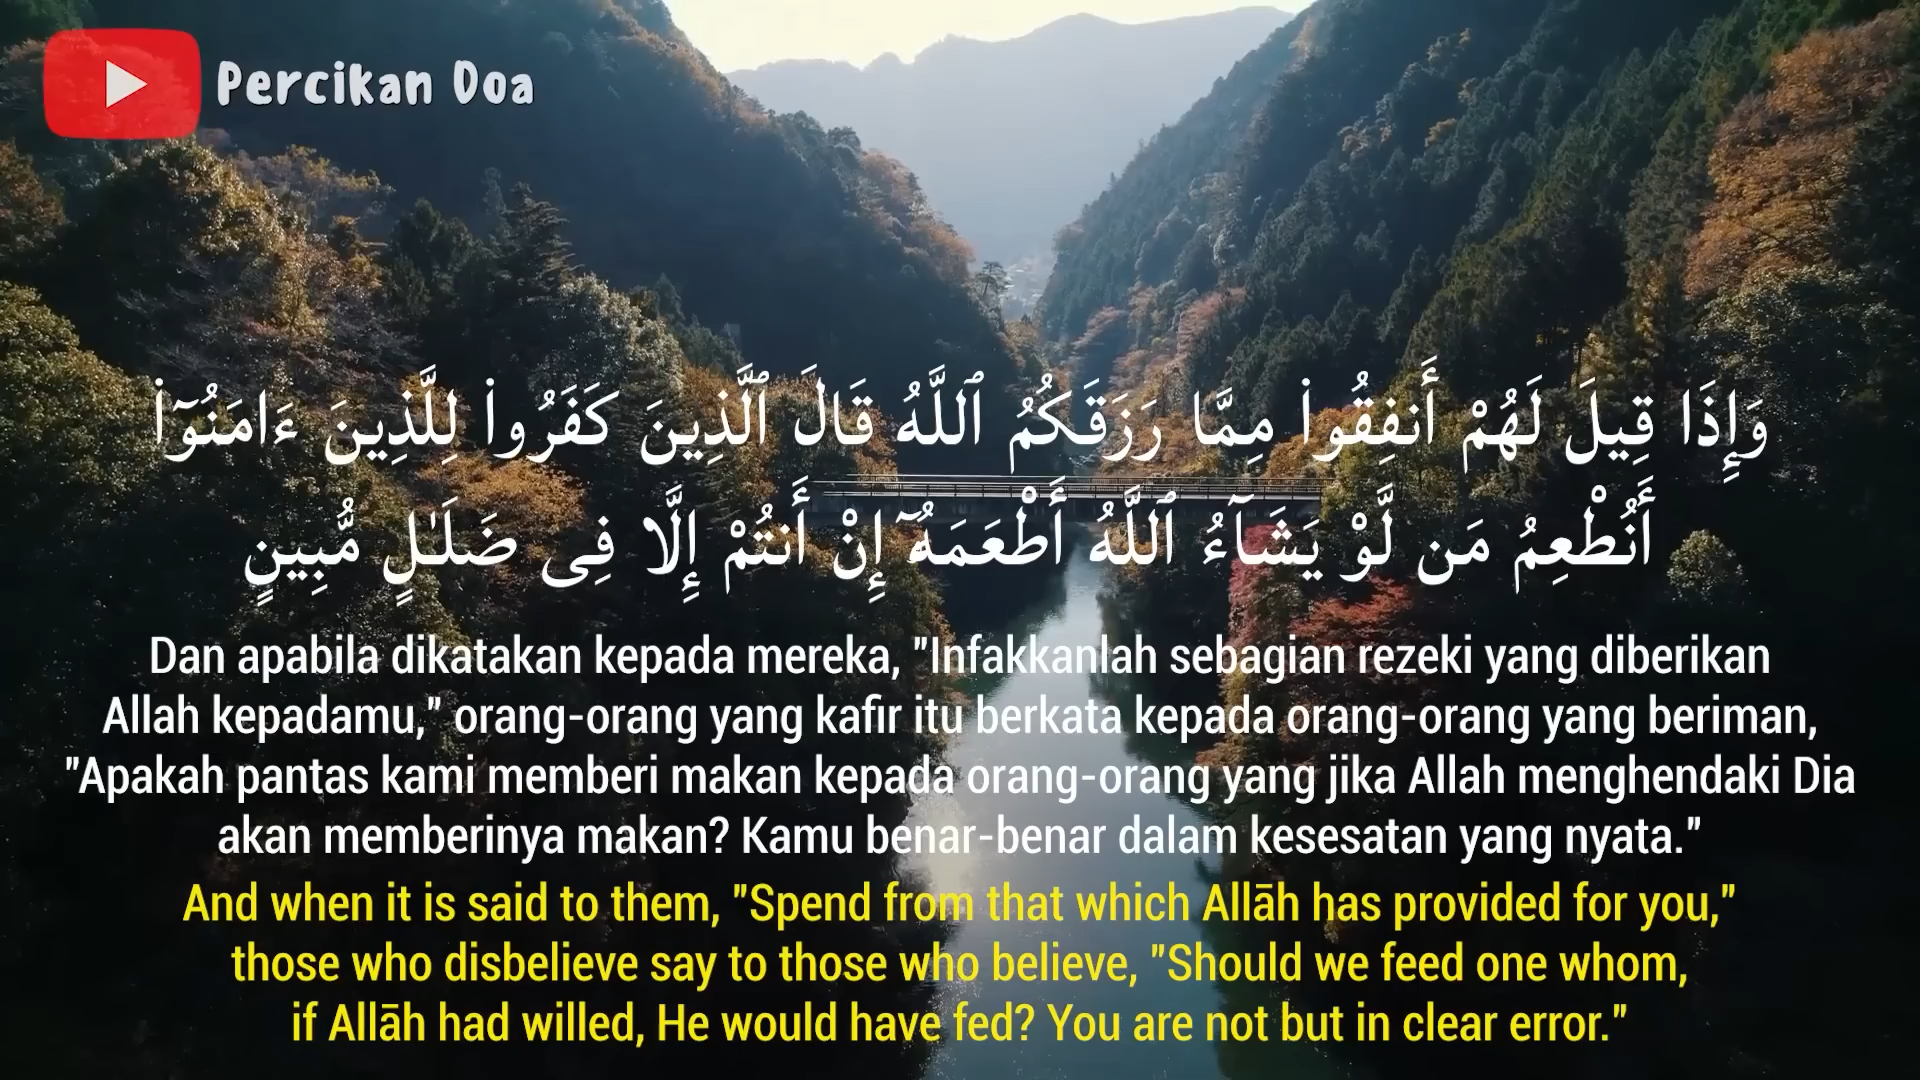 Percikan Doa
وَإِذَا قِيلَ لَهُمْ أَنفِقُوا۟ مِمَّا رَزَقَكُمُ ٱللَّهُ قَالَ ٱلَّذِينَ كَفَرُوا۟ لِلَّذِينَ ءَامَنُوٓا۟
أَنُطْعِمُ مَن لَّوْ يَشَآءُ ٱللَّهُ أَطْعَمَهُۥٓ إِنْ أَنتُمْ إِلَّا فِى ضَلَـٰلٍ مُّبِينٍ
Dan apabila dikatakan kepada mereka, "Infakkanlah sebagian rezeki yang diberikan
Allah kepadamu," orang-orang yang kafir itu berkata kepada orang-orang yang beriman,
"Apakah pantas kami memberi makan kepada orang-orang yang jika Allah menghendaki Dia
akan memberinya makan? Kamu benar-benar dalam kesesatan yang nyata."
And when it is said to them, "Spend from that which Allāh has provided for you,"
those who disbelieve say to those who believe, "Should we feed one whom,
if Allāh had willed, He would have fed? You are not but in clear error."